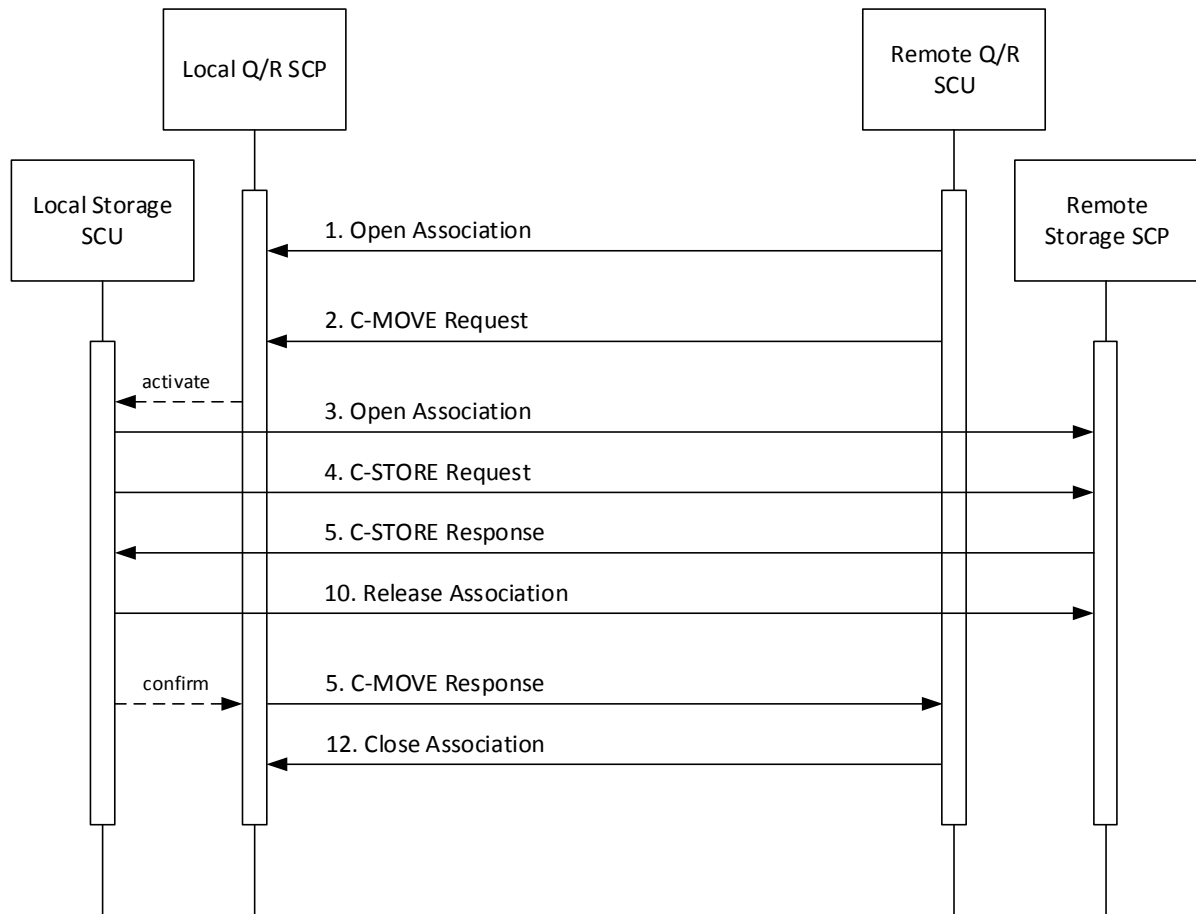 Local Q/R SCP
Remote Q/R
SCU
Local Storage
SCU
Remote
Storage SCP
1. Open Association
2. C-MOVE Request
activate
3. Open Association
4. C-STORE Request
5. C-STORE Response
10. Release Association
confirm
5. C-MOVE Response
12. Close Association